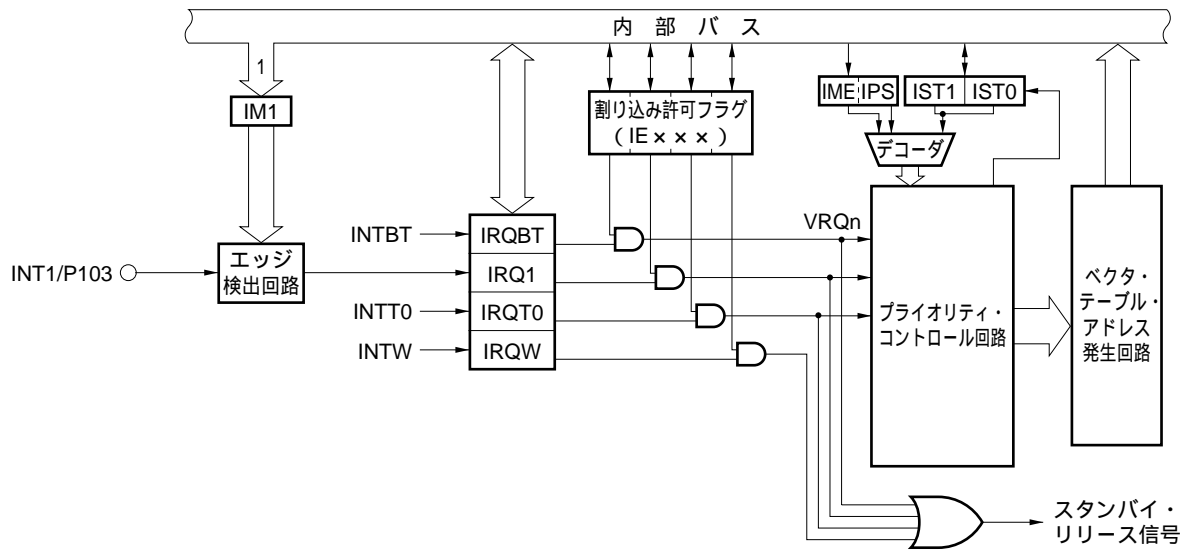 内部バス
1
IM1
割り込み許可フラグ
（IE×××）
IME IPS
IST1 IST0
デコーダ
VRQn
INTBT
IRQBT
INT1/P103
エッジ
検出回路
IRQ1
INTT0
IRQT0
INTW
IRQW
プライオリティ・
コントロール回路
ベクタ・
テーブル・
アドレス
発生回路
スタンバイ・
リリース信号